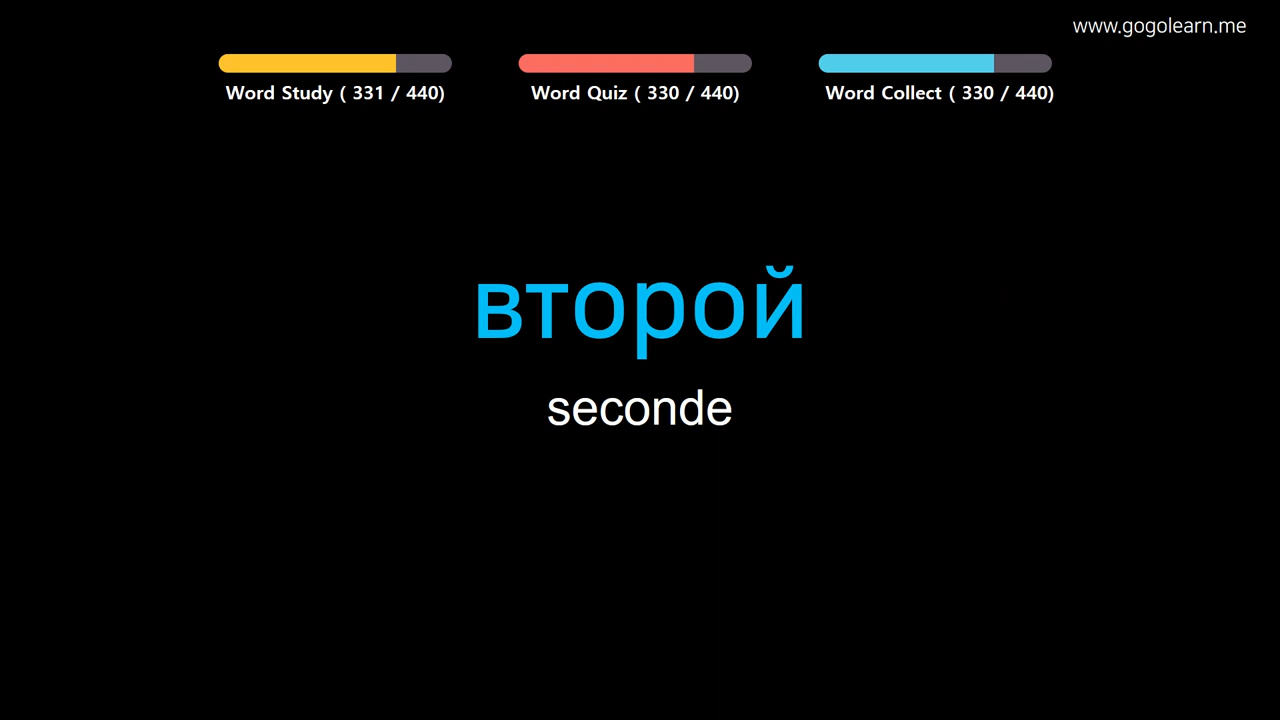 www.gogolearn.me
Word Study ( 331 / 440)
Word Quiz ( 330 / 440)
Word Collect ( 330 / 440)
второй
seconde